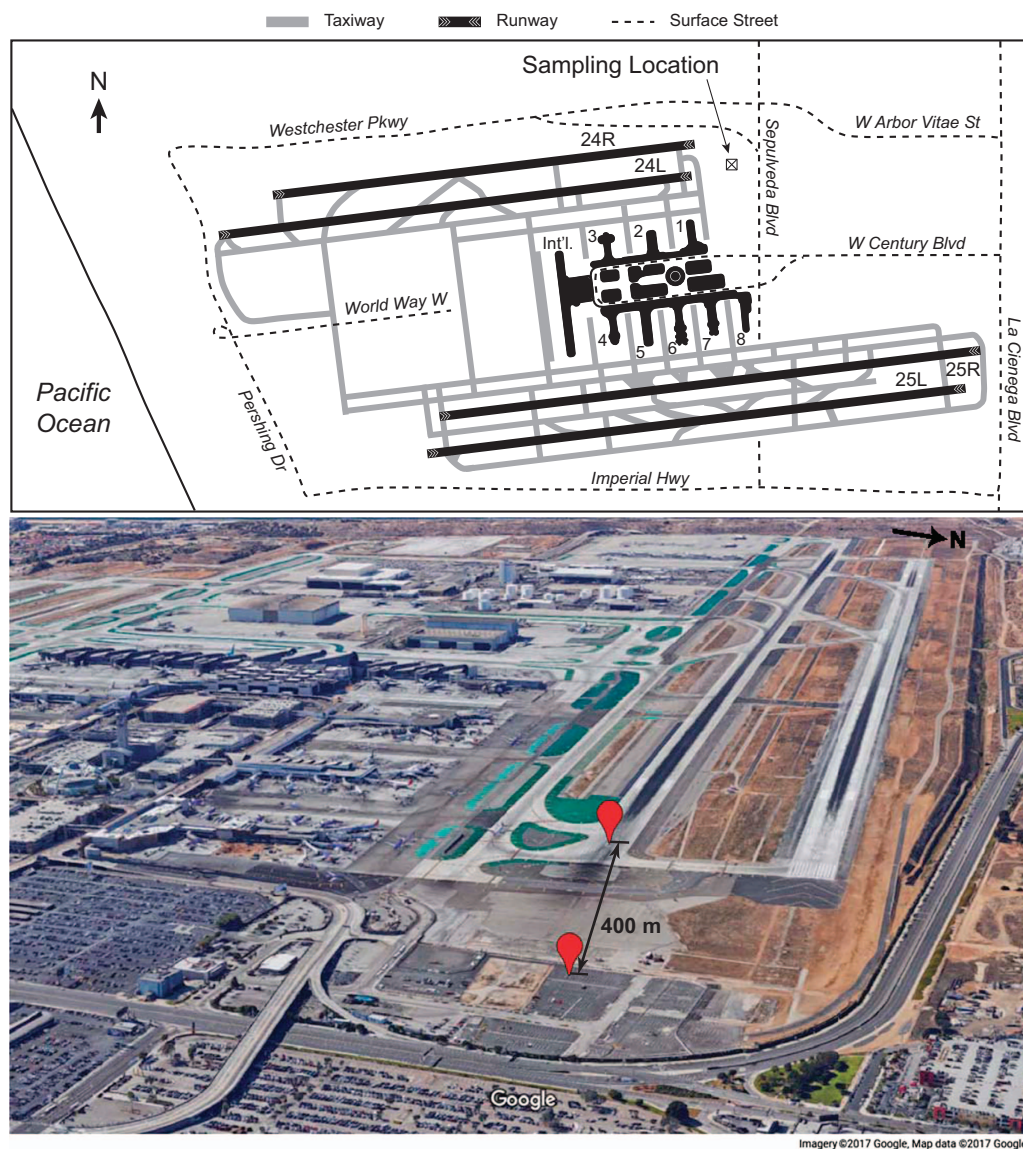 Taxiway Runway Surface Street
N
Sampling Location
Westchester Pkwy
24R
24L
W Arbor Vitae St
Sepulveda Blvd
W Century Blvd
Int'l. 3 2 1
World Way W
4 5 6 7 8
25R
25L
La Cienega Blvd
Pacific
Ocean
Pershing Dr
Imperial Hwy
N
400 m
Google
Imagery ©2017 Google, Map data ©2017 Google